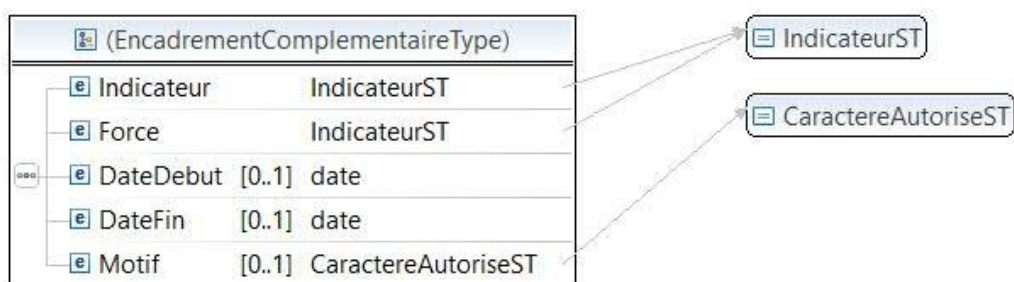 (EncadrementComplementaireType)
Indicateur IndicateurST
Force IndicateurST
DateDebut [0..1] date
DateFin [0..1] date
Motif [0..1] CaractereAutoriseST
IndicateurST
CaractereAutoriseST